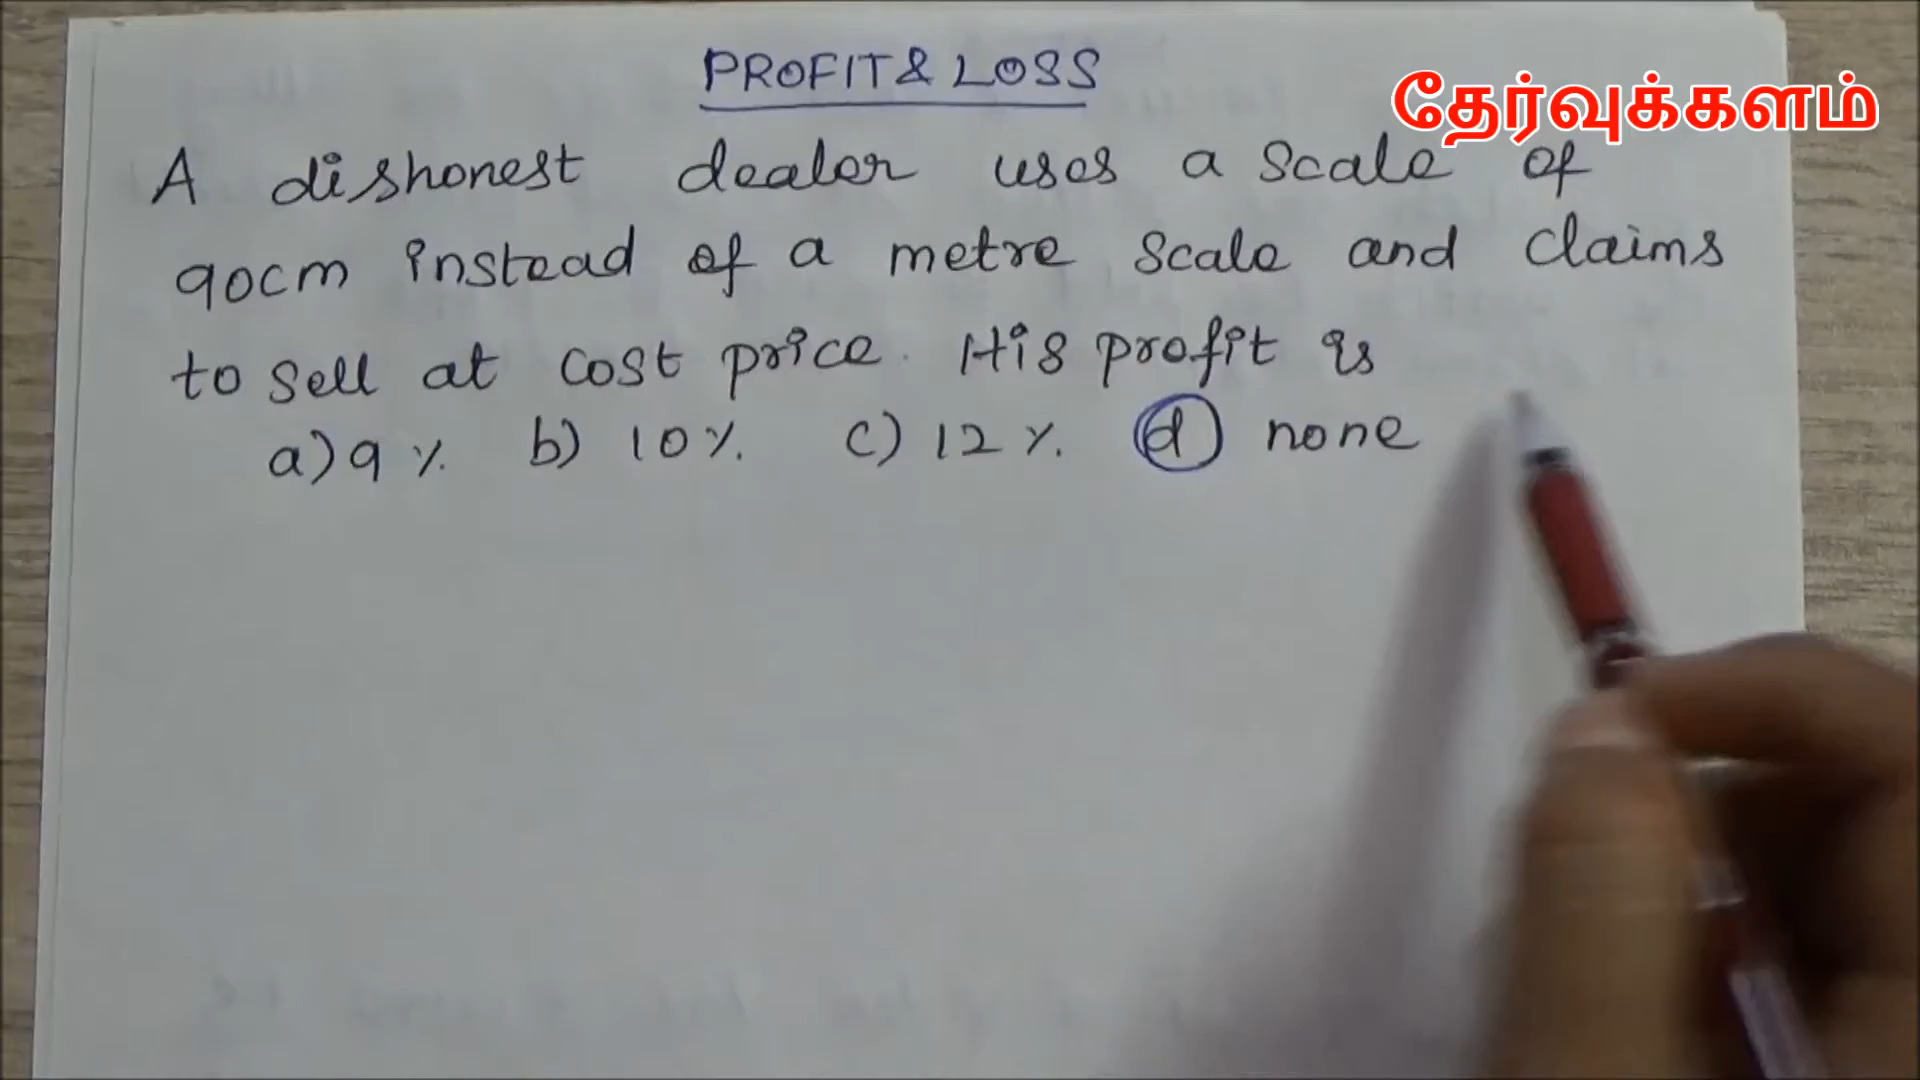 PROFIT & LOSS
தேர்வுக்களம்
A dishonest dealer uses a scale of
90cm instead of a metre scale and claims
to sell at cost price. His profit is
a) 9 % b) 10 % c) 12 % d) none